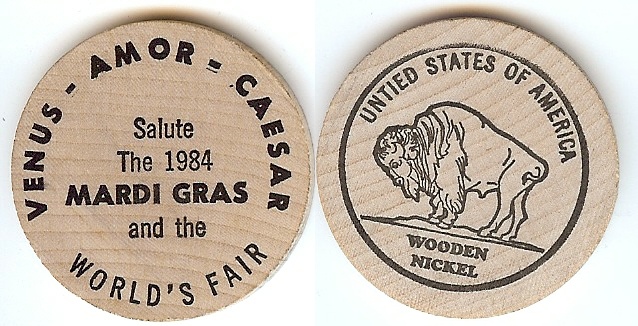 VENUS - AMOR - CAESAR
Salute
The 1984
MARDI GRAS
and the
WORLD'S FAIR
UNTIED STATES OF AMERICA
WOODEN
NICKEL